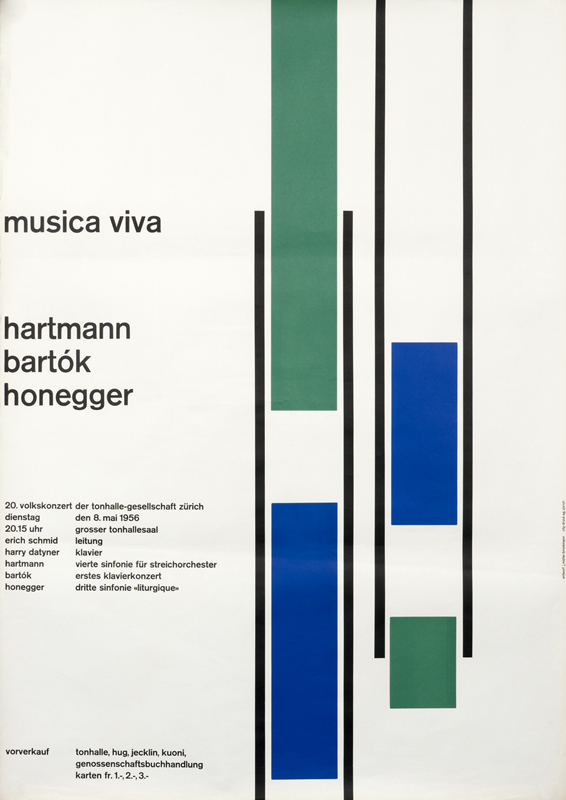 musica viva
hartmann
bartók
honegger
20. volkskonzert der tonhalle-gesellschaft zürich
dienstag den 8. mai 1956
20.15 uhr grosser tonhallesaal
erich schmid leitung
harry datyner klavier
hartmann vierte sinfonie für streichorchester
bartók erstes klavierkonzert
honegger dritte sinfonie «liturgique»
vorverkauf tonhalle, hug, jecklin, kuoni,
genossenschaftsbuchhandlung
karten fr. 1.-, 2.-, 3.-